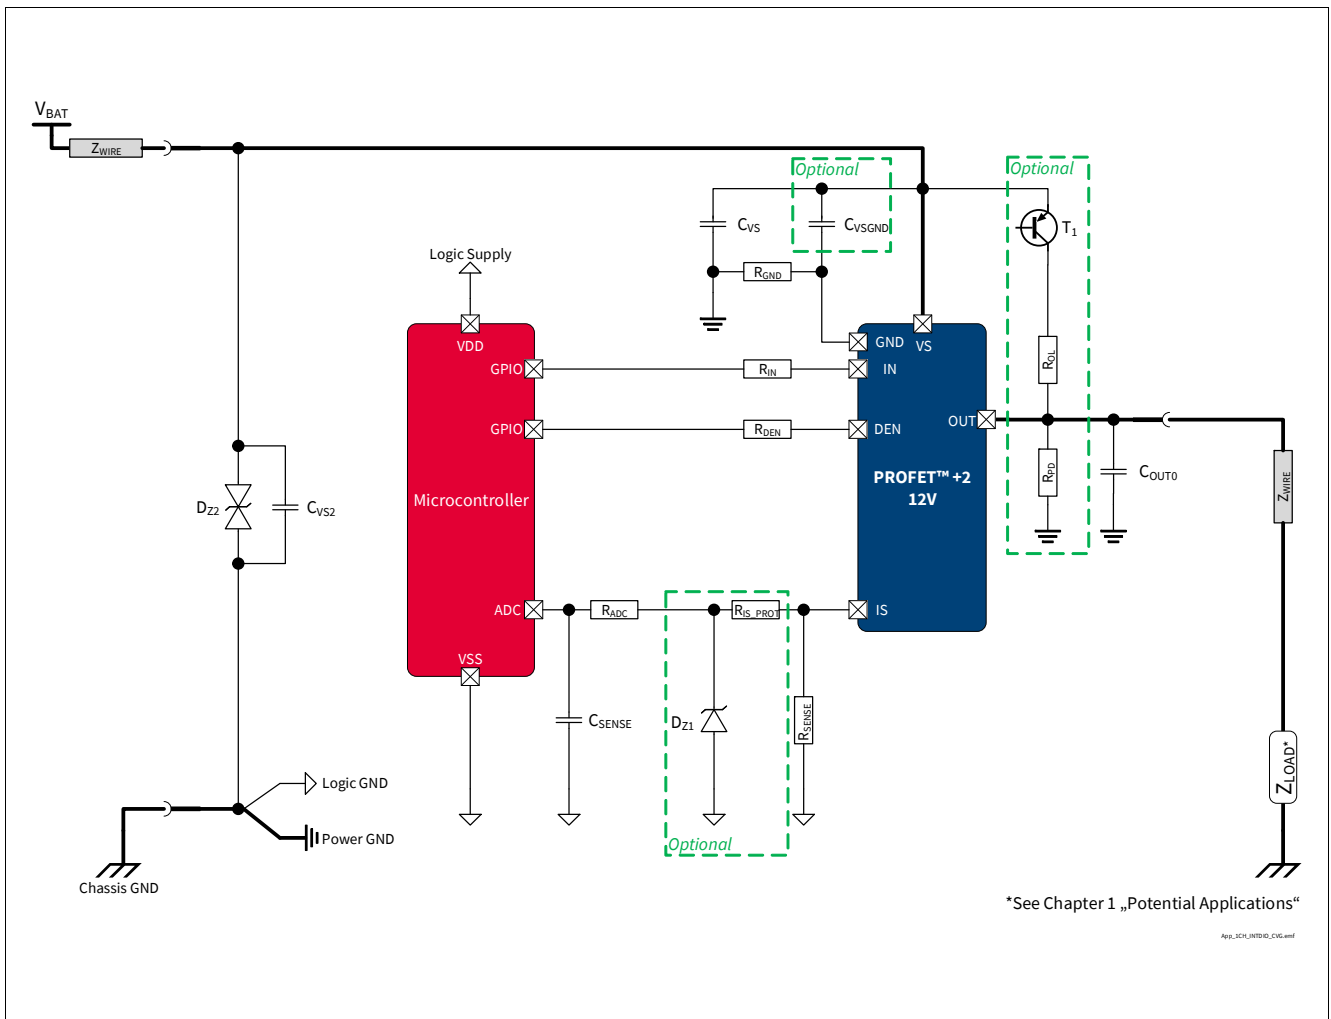 VBAT
ZWIRE
Optional
Optional
CVS
CVSGND
T1
Logic Supply
RGND
VDD
GND
VS
GPIO
RIN
IN
ROL
GPIO
RDEN
DEN
OUT
PROFET™ +2
12V
RPD
COUT0
ZWIRE
Microcontroller
DZ2
CVS2
ADC
RADC
RIS_PROT
IS
VSS
CSENSE
DZ1
RSENSE
ZLOAD*
Logic GND
Power GND
Optional
Chassis GND
*See Chapter 1 „Potential Applications“
App_1CH_INTDIO_CVG.emf